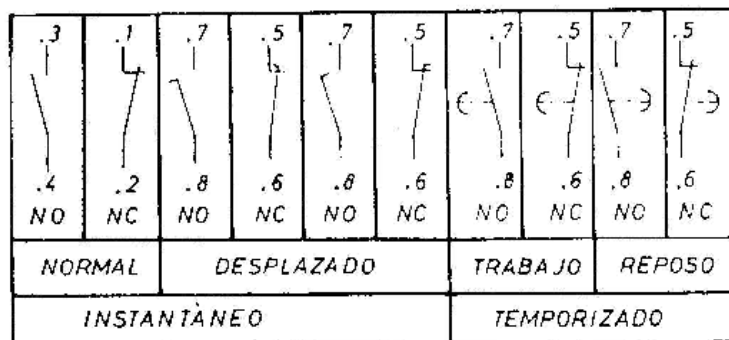 .3 .1 .7 .5 .7 .5 .7 .5 .7 .5
.4 .2 .8 .6 .8 .6 .8 .6 .8 .6
NO NC NO NC NO NC NO NC NO NC
NORMAL DESPLAZADO TRABAJO REPOSO
INSTANTÀNEO TEMPORIZADO